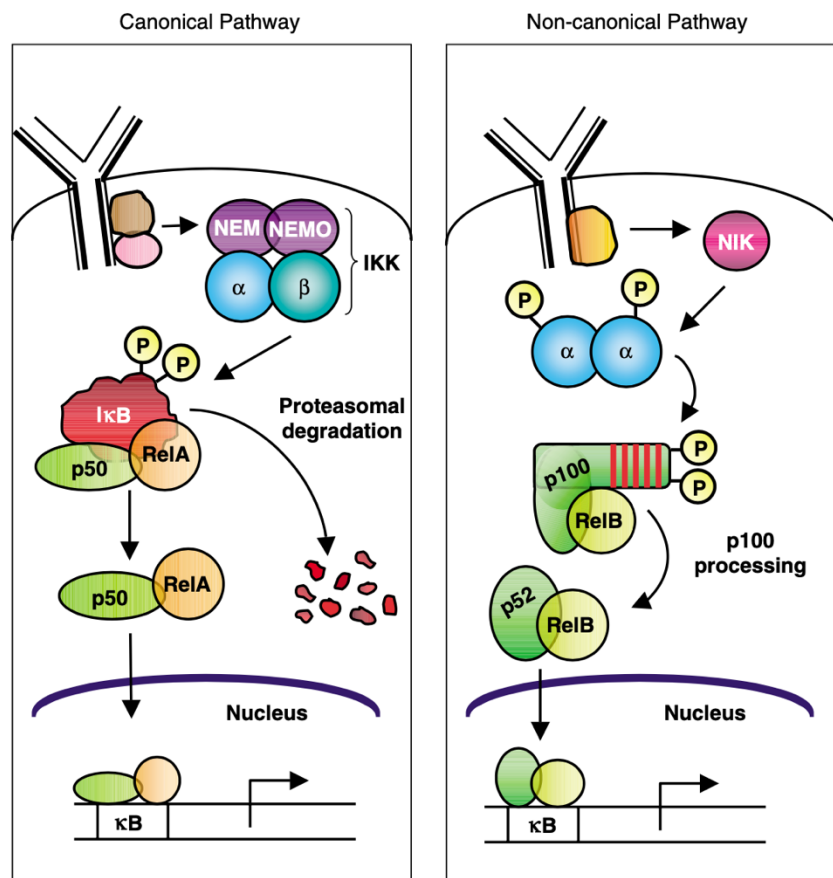 Canonical Pathway
NEM
NEMO
IKK
α
β
P
P
IκB
RelA
p50
Proteasomal
degradation
RelA
p50
Nucleus
κB
Non-canonical Pathway
NIK
P
P
α
α
p100
P
P
RelB
p100
processing
p52
RelB
Nucleus
κB